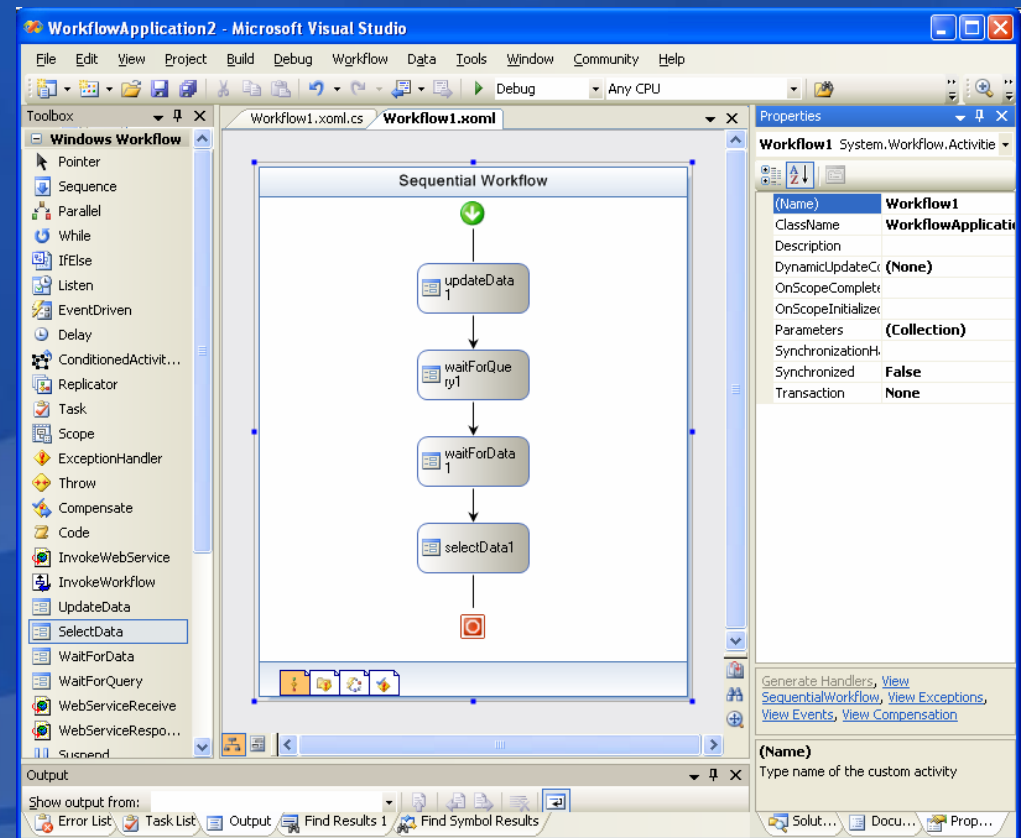 WorkflowApplication2 - Microsoft Visual Studio
File Edit View Project Build Debug Workflow Data Tools Window Community Help
Debug Any CPU
Toolbox
Windows Workflow
Pointer
Sequence
Parallel
While
IfElse
Listen
EventDriven
Delay
ConditionedActivit...
Replicator
Task
Scope
ExceptionHandler
Throw
Compensate
Code
InvokeWebService
InvokeWorkflow
UpdateData
SelectData
WaitForData
WaitForQuery
WebServiceReceive
WebServiceRespo...
Suspend
Workflow1.xoml.cs Workflow1.xoml
Sequential Workflow
updateData
1
waitForQue
ry1
waitForData
1
selectData1
Properties
Workflow1 System.Workflow.Activitie
(Name) Workflow1
ClassName WorkflowApplicati
Description
DynamicUpdateCo (None)
OnScopeComplete
OnScopeInitialized
Parameters (Collection)
SynchronizationH
Synchronized False
Transaction None
Generate Handlers, View
SequentialWorkflow, View Exceptions,
View Events, View Compensation
(Name)
Type name of the custom activity
Output
Show output from:
Error List Task List Output Find Results 1 Find Symbol Results
Solut... Docu... Prop...